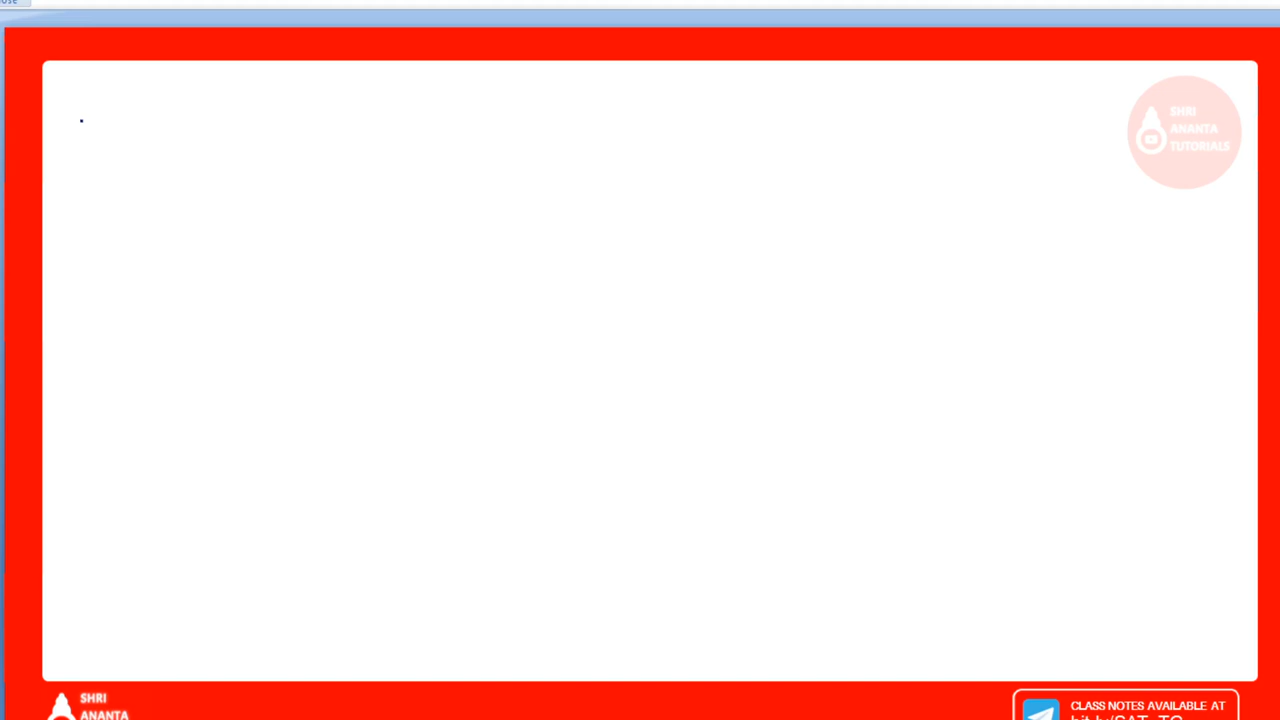 SHRI
ANANTA
TUTORIALS
SHRI
ANANTA
CLASS NOTES AVAILABLE AT